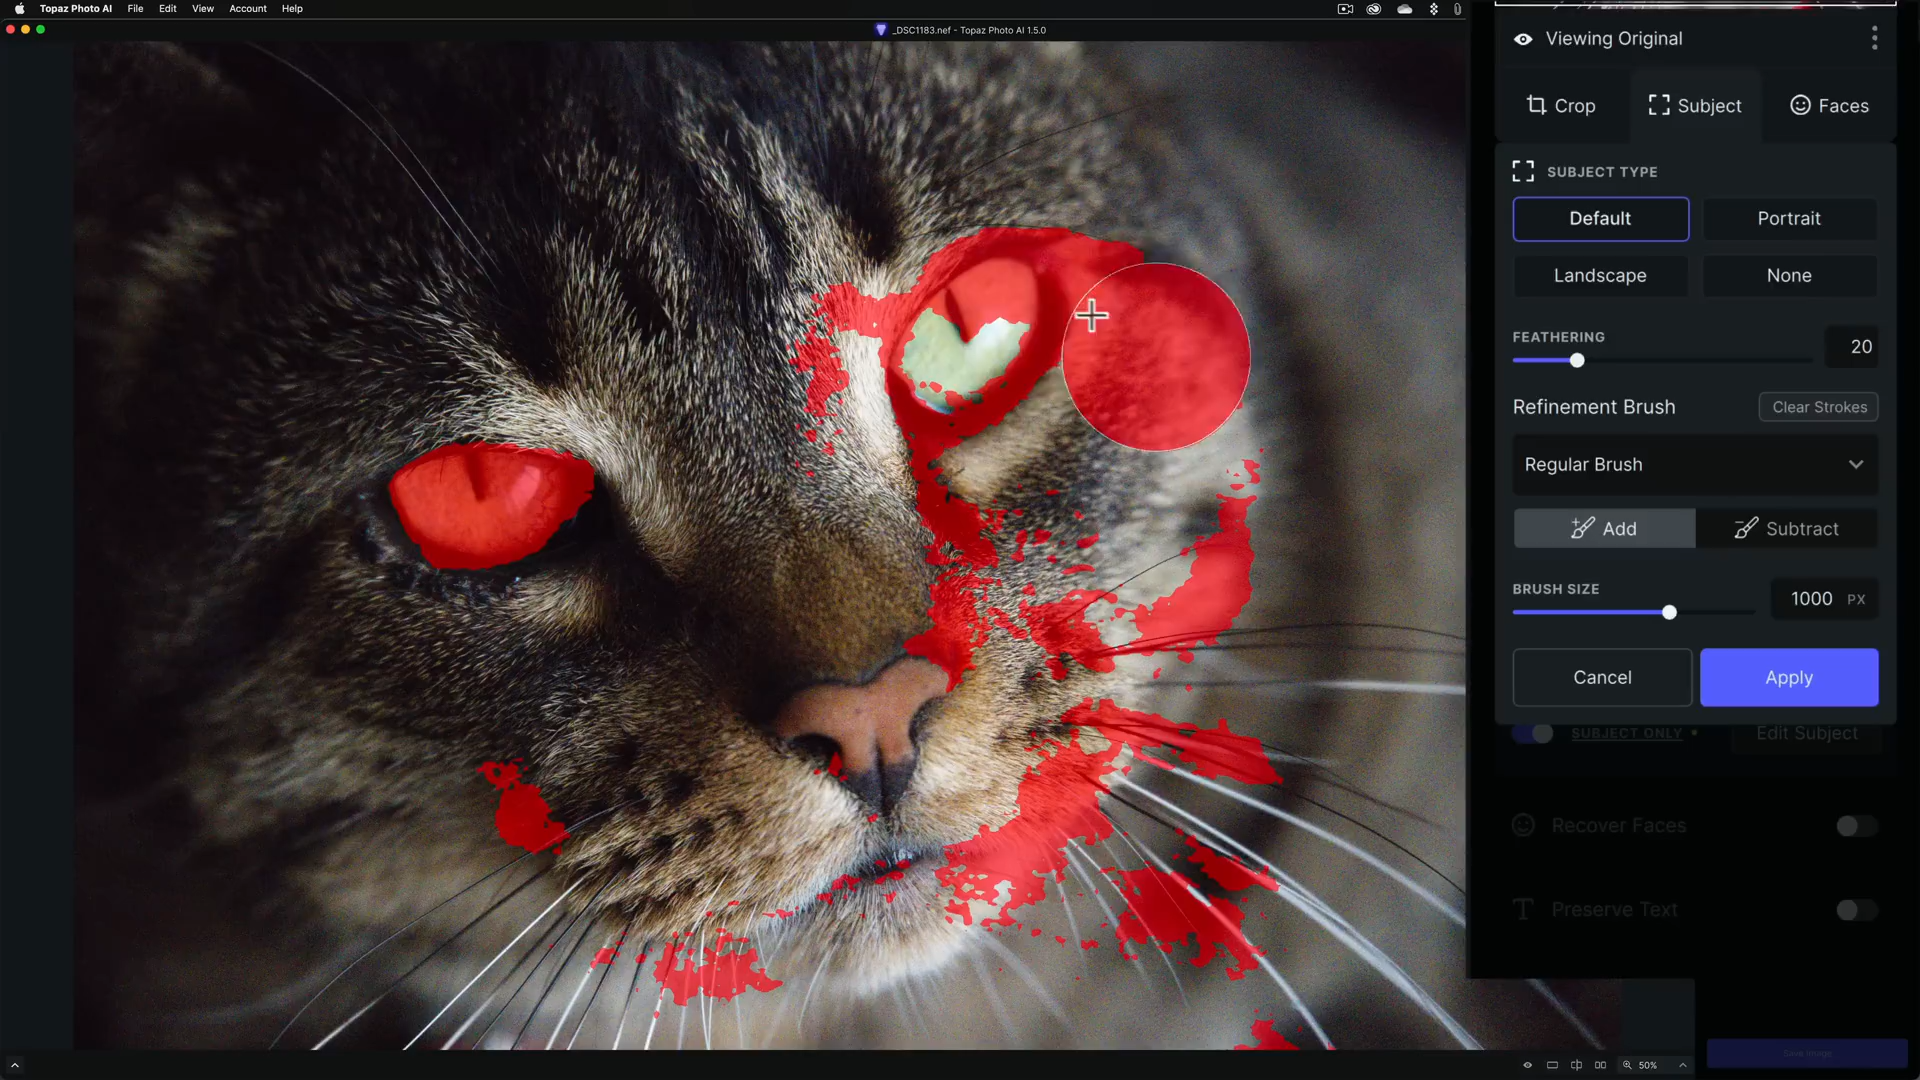 Topaz Photo AI File Edit View Account Help
_DSC1183.nef - Topaz Photo AI 1.5.0
Viewing Original
Crop Subject Faces
SUBJECT TYPE
Default Portrait
Landscape None
FEATHERING 20
Refinement Brush Clear Strokes
Regular Brush
Add Subtract
BRUSH SIZE 1000 PX
Cancel Apply
SUBJECT ONLY Edit Subject
Recover Faces
Preserve Text
Save Image
50%